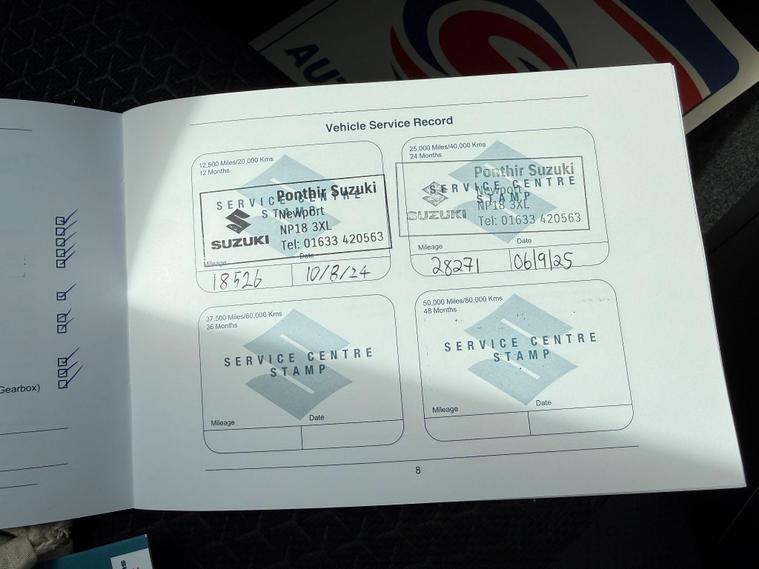 AUT
Gearbox)
Vehicle Service Record
12,500 Miles/20,000 Kms
12 Months
SERVICE CENTRE
STAMP
Ponthir Suzuki
Newport
NP18 3XL
Tel: 01633 420563
SUZUKI
Mileage
Date
18526
10/8/24
25,000 Miles/40,000 Kms
24 Months
SERVICE CENTRE
STAMP
Ponthir Suzuki
Newport
NP18 3XL
Tel: 01633 420563
SUZUKI
Mileage
Date
28271
06/9/25
37,500 Miles/60,000 Kms
36 Months
SERVICE CENTRE
STAMP
Mileage
Date
50,000 Miles/80,000 Kms
48 Months
SERVICE CENTRE
STAMP
Mileage
Date
8